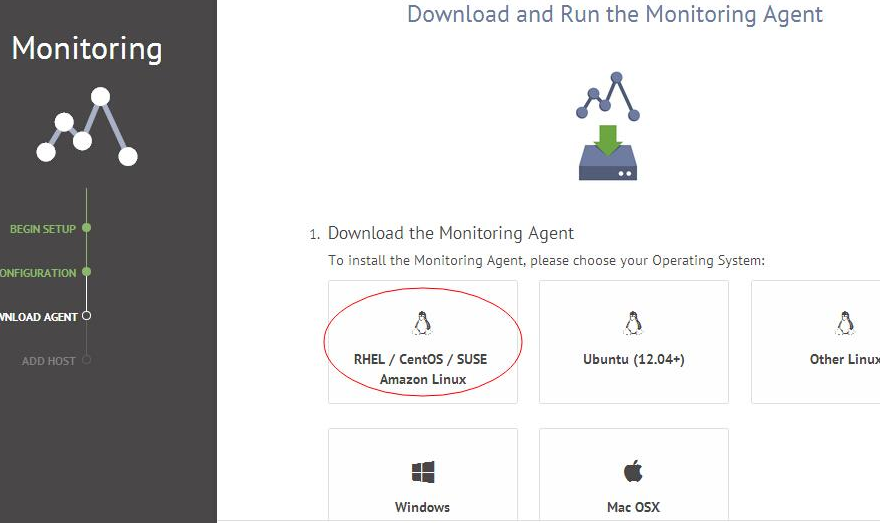 Monitoring
BEGIN SETUP
ONFIGURATION
WNLOAD AGENT
ADD HOST
Download and Run the Monitoring Agent
1. Download the Monitoring Agent
To install the Monitoring Agent, please choose your Operating System:
RHEL / CentOS / SUSE
Amazon Linux
Ubuntu (12.04+)
Other Linux
Windows
Mac OSX